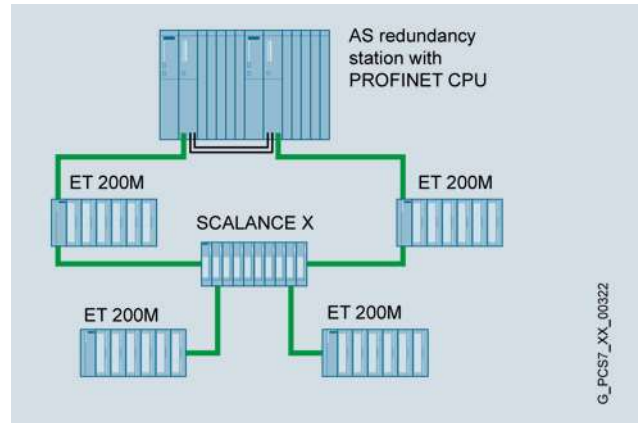 AS redundancy
station with
PROFINET CPU
ET 200M
ET 200M
SCALANCE X
ET 200M
ET 200M
G_PCS7_XX_00322